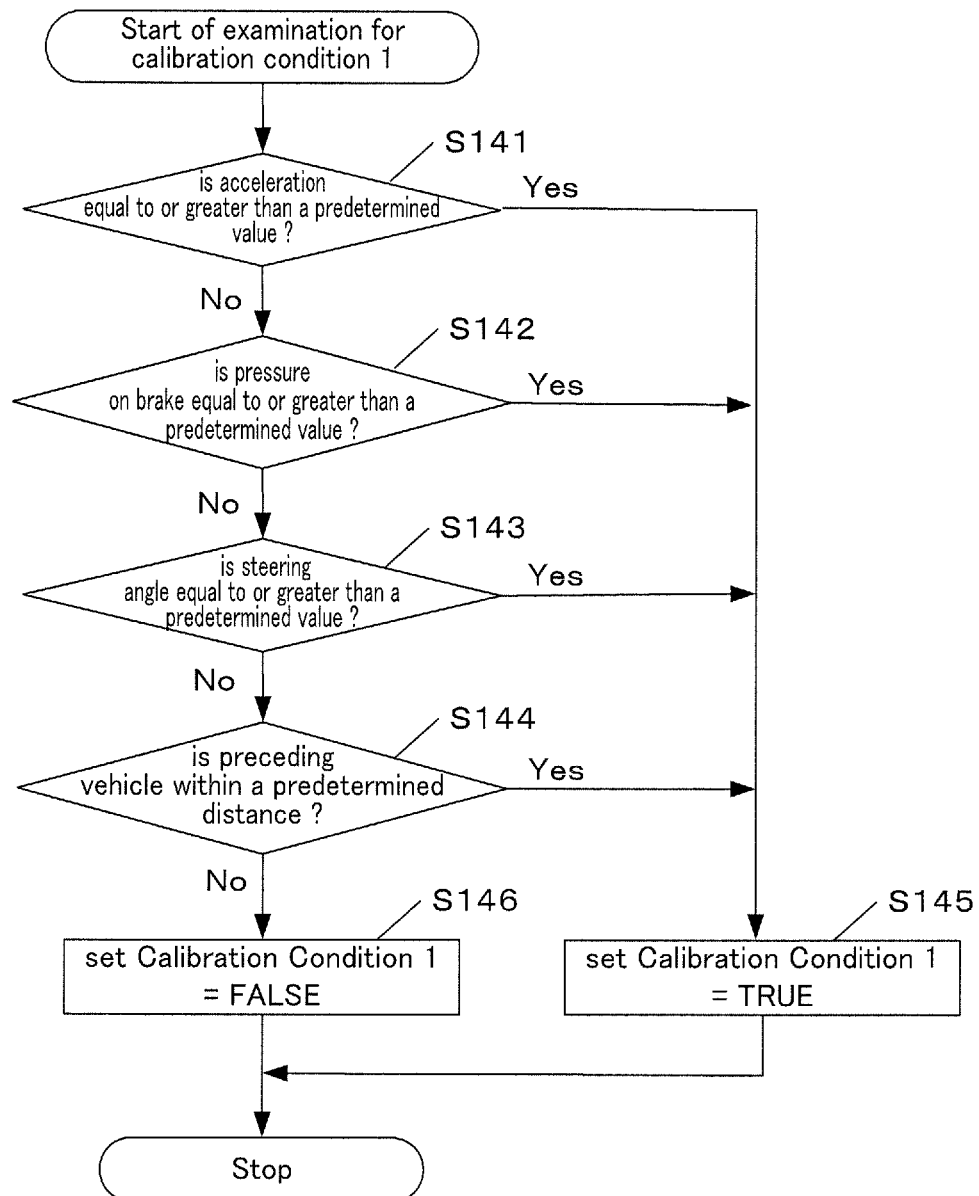 Start of examination for
calibration condition 1
S141
is acceleration
equal to or greater than a predetermined
value ?
Yes
No
S142
is pressure
on brake equal to or greater than a
predetermined value ?
Yes
No
S143
is steering
angle equal to or greater than a
predetermined value ?
Yes
No
S144
is preceding
vehicle within a predetermined
distance ?
Yes
No
S146
set Calibration Condition 1
= FALSE
S145
set Calibration Condition 1
= TRUE
Stop